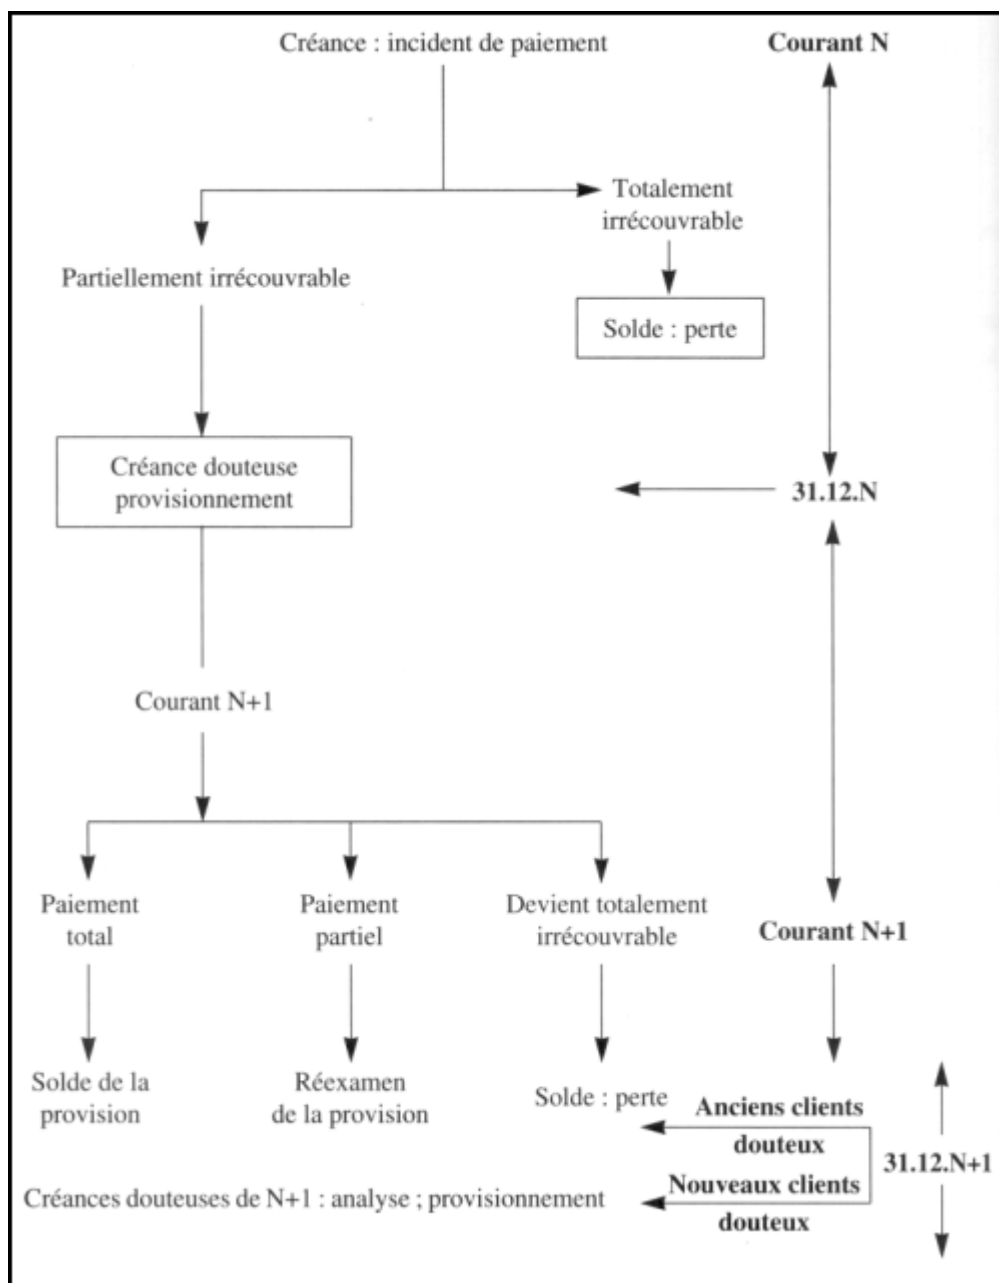 Créance : incident de paiement
Courant N
Totalement
irrécouvrable
Partiellement irrécouvrable
Solde : perte
Créance douteuse
provisionnement
31.12.N
Courant N+1
Paiement
total
Paiement
partiel
Devient totalement
irrécouvrable
Courant N+1
Solde de la
provision
Réexamen
de la provision
Solde : perte
Anciens clients
douteux
31.12.N+1
Créances douteuses de N+1 : analyse ; provisionnement
Nouveaux clients
douteux